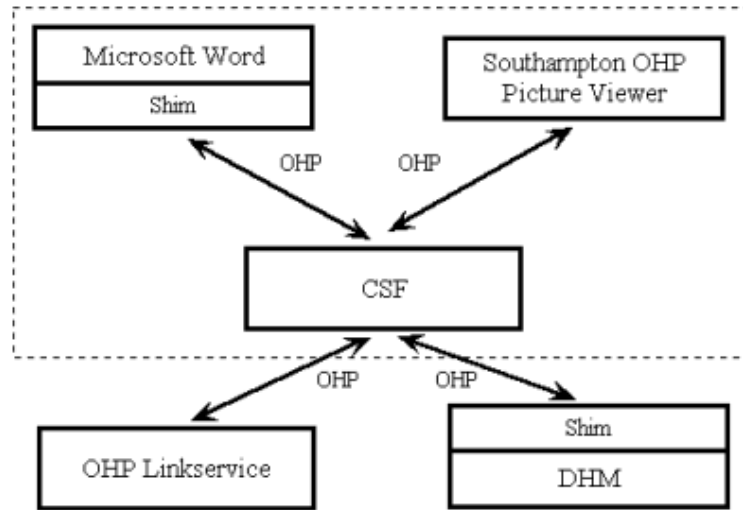 Microsoft Word
Shim
Southampton OHP
Picture Viewer
OHP
OHP
CSF
OHP
OHP
OHP Linkservice
Shim
DHM